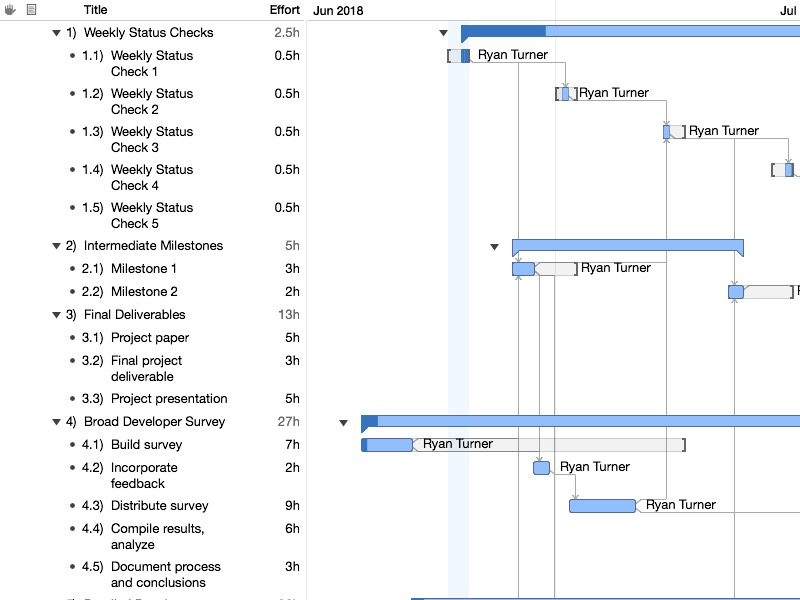 Title Effort Jun 2018 Jul
1) Weekly Status Checks 2.5h
1.1) Weekly Status 0.5h Ryan Turner
Check 1
1.2) Weekly Status 0.5h Ryan Turner
Check 2
1.3) Weekly Status 0.5h Ryan Turner
Check 3
1.4) Weekly Status 0.5h
Check 4
1.5) Weekly Status 0.5h
Check 5
2) Intermediate Milestones 5h
2.1) Milestone 1 3h Ryan Turner
2.2) Milestone 2 2h
3) Final Deliverables 13h
3.1) Project paper 5h
3.2) Final project 3h
deliverable
3.3) Project presentation 5h
4) Broad Developer Survey 27h
4.1) Build survey 7h Ryan Turner
4.2) Incorporate 2h Ryan Turner
feedback
4.3) Distribute survey 9h Ryan Turner
4.4) Compile results, 6h
analyze
4.5) Document process 3h
and conclusions